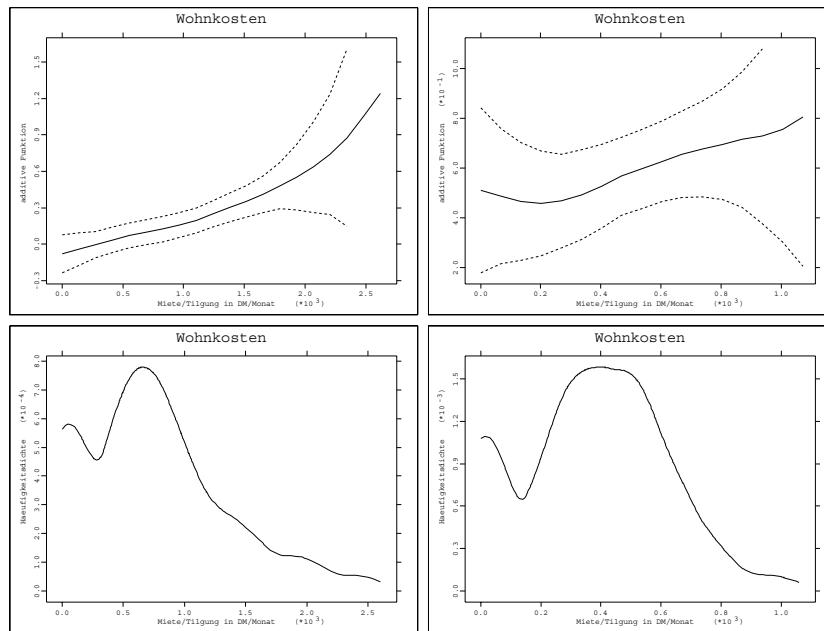 Wohnkosten
additive Funktion
1.5
1.2
0.9
0.6
0.3
0.0
-0.3
0.0 0.5 1.0 1.5 2.0 2.5
Miete/Tilgung in DM/Monat (*10 3)
Wohnkosten
additive Funktion (*10 -1)
10.0
8.0
6.0
4.0
2.0
0.0 0.2 0.4 0.6 0.8 1.0
Miete/Tilgung in DM/Monat (*10 3)
Wohnkosten
Haeufigkeitsdichte (*10 -4)
8.0
7.0
6.0
5.0
4.0
3.0
2.0
1.0
0.0
0.0 0.5 1.0 1.5 2.0 2.5
Miete/Tilgung in DM/Monat (*10 3)
Wohnkosten
Haeufigkeitsdichte (*10 -3)
1.5
1.2
0.9
0.6
0.3
0.0
0.0 0.2 0.4 0.6 0.8 1.0
Miete/Tilgung in DM/Monat (*10 3)